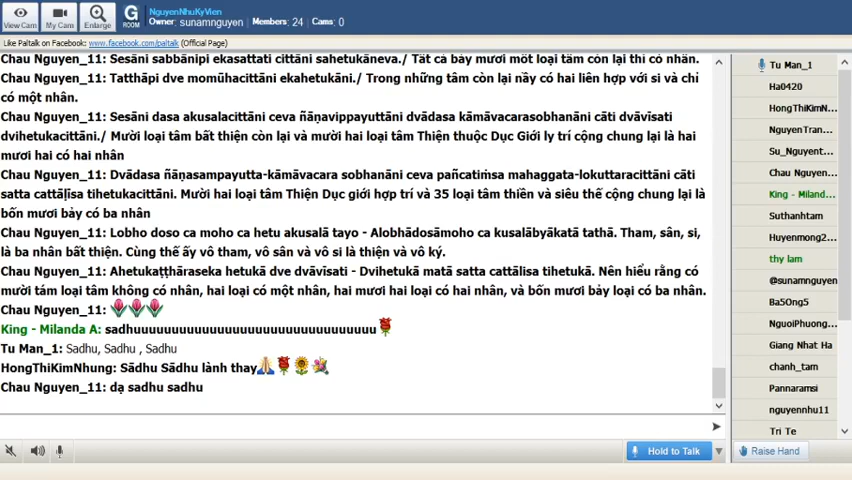 NguyenNhuKyVien
Owner: sunamnguyen , Members: 24 Cams: 0
View Cam
My Cam
Enlarge
G
ROOM
Like Paltalk on Facebook: www.facebook.com/paltalk (Official Page)
Chau Nguyen_11: Sesāni sabbānipi ekasattati cittāni sahetukāneva./ Tất cả bảy mươi một loại tâm còn lại thì có nhân.
Chau Nguyen_11: Tatthāpi dve momūhacittāni ekahetukāni./ Trong những tâm còn lại nầy có hai liên hợp với si và chỉ
có một nhân.
Chau Nguyen_11: Sesāni dasa akusalacittāni ceva ñāṇavippayuttāni dvādasa kāmāvacarasobhanāni cāti dvāvīsati
dvihetukacittāni./ Mười loại tâm bất thiện còn lại và mười hai loại tâm Thiện thuộc Dục Giới ly trí cộng chung lại là hai
mươi hai có hai nhân
Chau Nguyen_11: Dvādasa ñāṇasampayutta-kāmāvacara sobhanāni ceva pañcatiṁsa mahaggata-lokuttaracittāni cāti
satta cattāḷīsa tihetukacittāni. Mười hai loại tâm Thiện Dục giới hợp trí và 35 loại tâm thiền và siêu thế cộng chung lại là
bốn mươi bảy có ba nhân
Chau Nguyen_11: Lobho doso ca moho ca hetu akusalā tayo - Alobhādosāmoho ca kusalābyākatā tathā. Tham, sân, si,
là ba nhân bất thiện. Cùng thế ấy vô tham, vô sân và vô si là thiện và vô ký.
Chau Nguyen_11: Ahetukaṭṭhāraseka hetukā dve dvāvīsati - Dvihetukā matā satta cattālīsa tihetukā. Nên hiểu rằng có
mười tám loại tâm không có nhân, hai loại có một nhân, hai mươi hai loại có hai nhân, và bốn mươi bảy loại có ba nhân.
Chau Nguyen_11:
King - Milanda A: sadhuuuuuuuuuuuuuuuuuuuuuuuuuuuuuuuu
Tu Man_1: Sadhu, Sadhu , Sadhu
HongThiKimNhung: Sādhu Sādhu lành thay
Chau Nguyen_11: dạ sadhu sadhu
Hold to Talk
Tu Man_1
Ha0420
HongThiKimN...
NguyenTran...
Su_Nguyent...
Chau Nguyen...
King - Miland...
Suthanhtam
Huyenmong2...
thy lam
@sunamnguyen
Ba5Ong5
NguoiPhuong...
Giang Nhat Ha
chanh_tam
Pannaramsi
nguyennhu11
Tri Te
Raise Hand